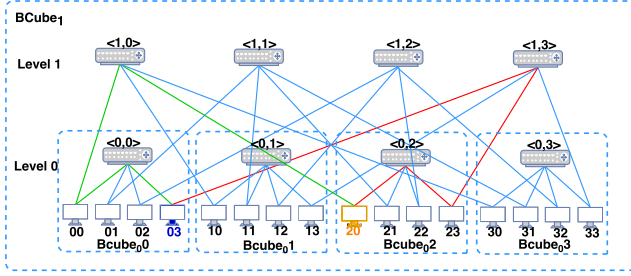 BCube1
<1,0> <1,1> <1,2> <1,3>
Level 1
<0,0> <0,1> <0,2> <0,3>
Level 0
00 01 02 03 10 11 12 13 20 21 22 23 30 31 32 33
Bcube00 Bcube01 Bcube02 Bcube03